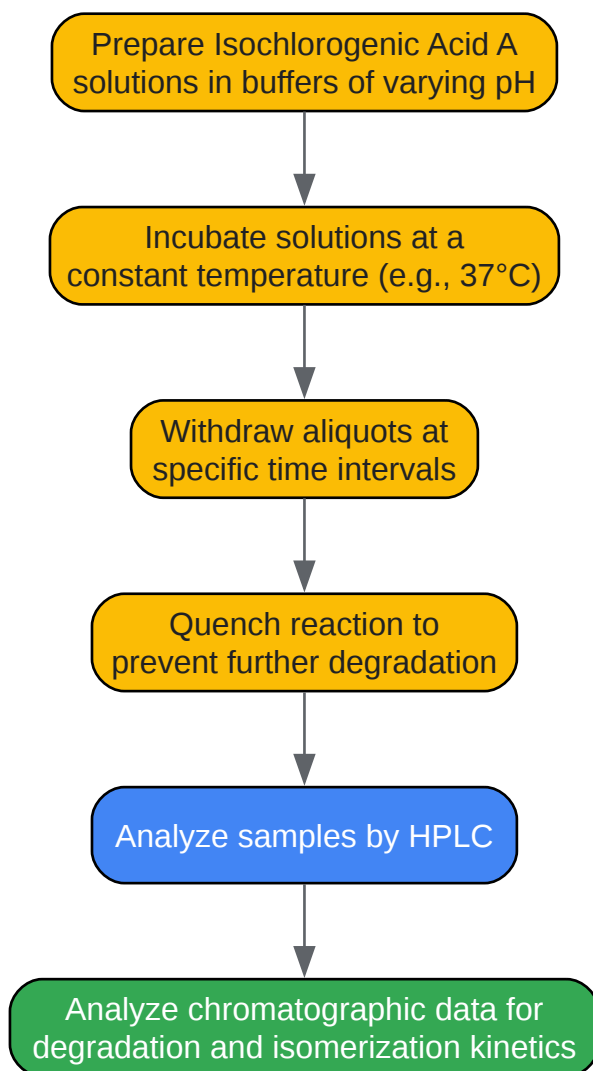 Prepare Isochlorogenic Acid A
solutions in buffers of varying pH
Incubate solutions at a
constant temperature (e.g., 37°C)
Withdraw aliquots at
specific time intervals
Quench reaction to
prevent further degradation
Analyze samples by HPLC
Analyze chromatographic data for
degradation and isomerization kinetics